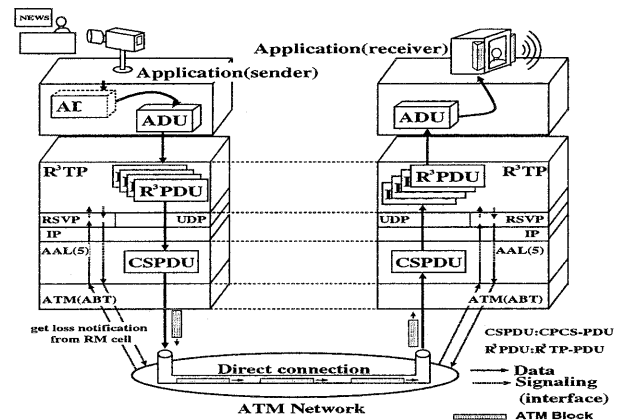 NEWS
Application(sender)
Application(receiver)
AD
ADU
ADU
R³TP
R³PDU
R³PDU
R³TP
RSVP
UDP
UDP
RSVP
IP
IP
AAL(5)
CSPDU
CSPDU
AAL(5)
ATM(ABT)
ATM(ABT)
get loss notification
from RM cell
CSPDU:CPCS-PDU
R³PDU:R³TP-PDU
Direct connection
Data
Signaling
(interface)
ATM Network
ATM Block